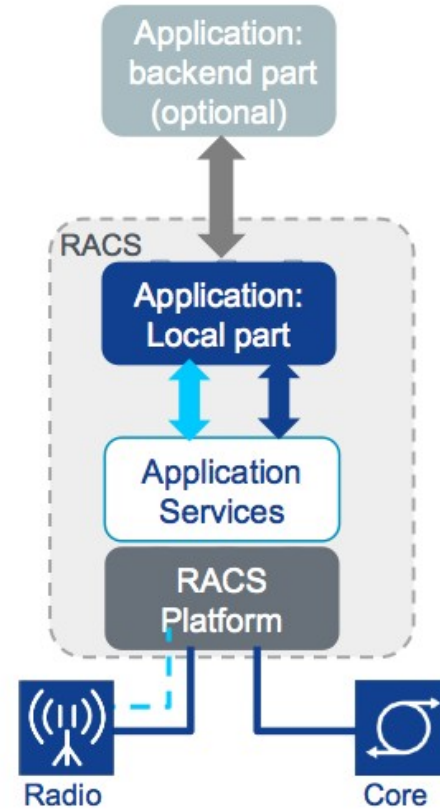 Application:
backend part
(optional)
RACS
Application:
Local part
Application
Services
RACS
Platform
Radio
Core